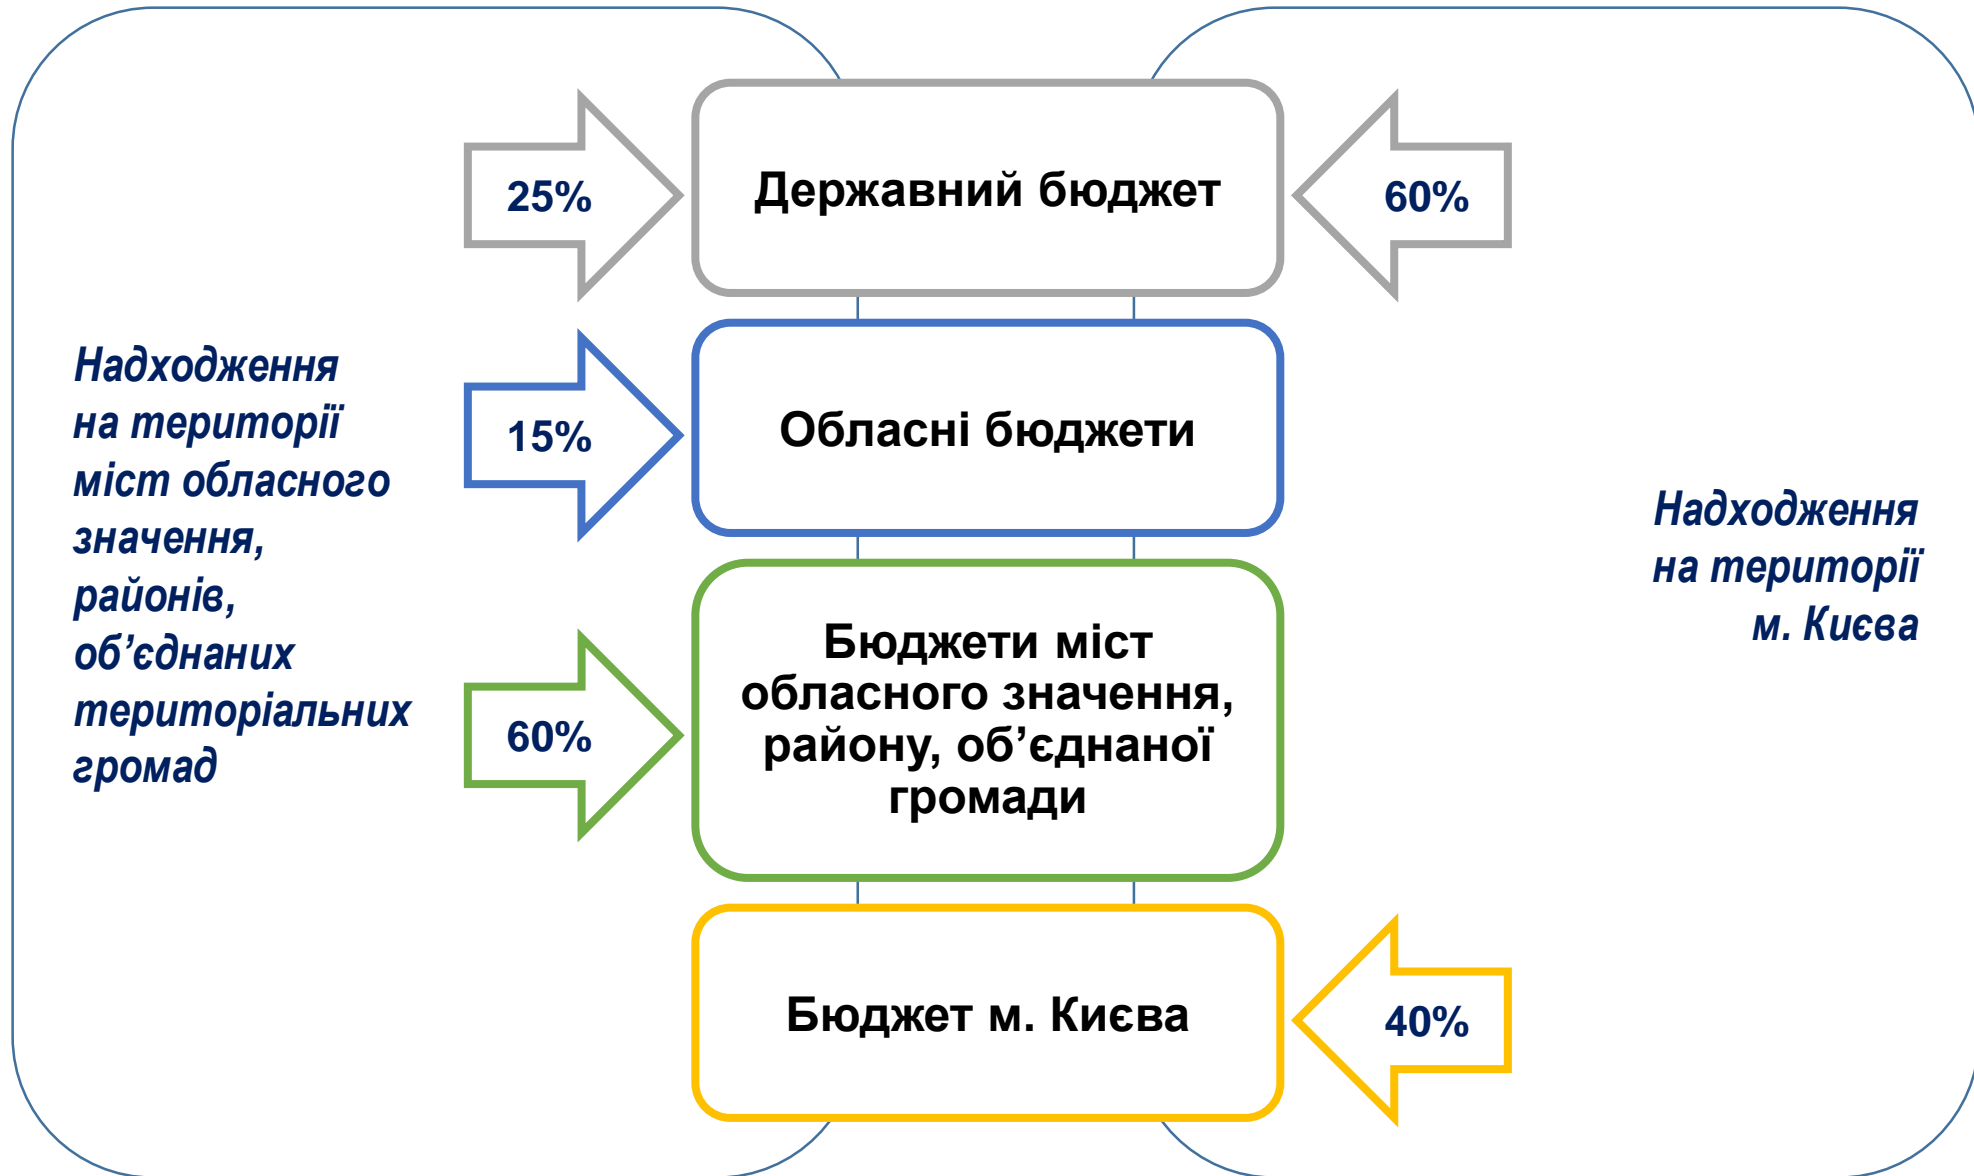 Надходження
на території
міст обласного
значення,
районів,
об’єднаних
територіальних
громад
25%
Державний бюджет
60%
15%
Обласні бюджети
60%
Бюджети міст
обласного значення,
району, об’єднаної
громади
Бюджет м. Києва
40%
Надходження
на території
м. Києва